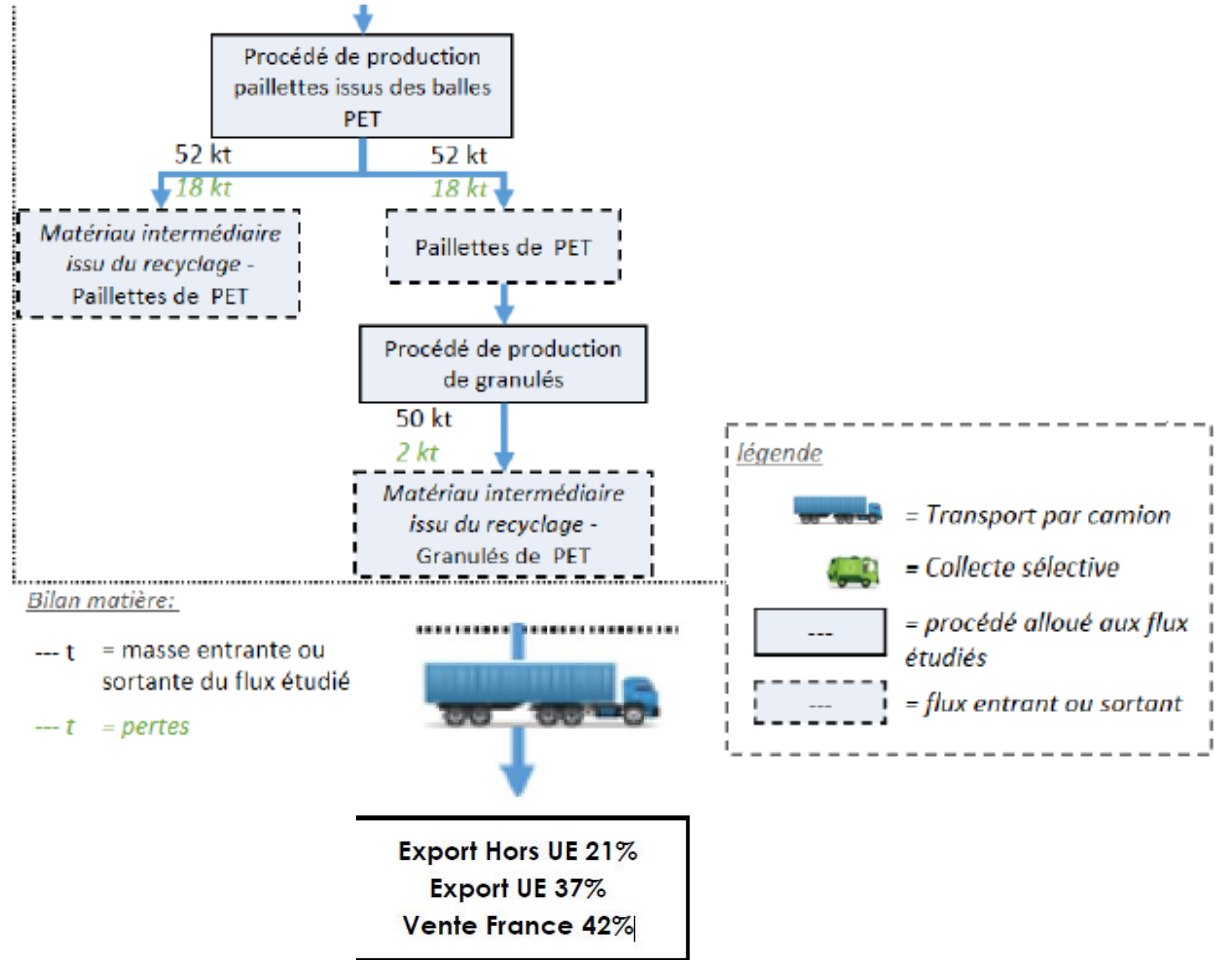 Procédé de production
paillettes issus des balles
PET
52 kt
18 kt
52 kt
18 kt
Matériau intermédiaire
issu du recyclage -
Paillettes de PET
Paillettes de PET
Procédé de production
de granulés
50 kt
2 kt
Matériau intermédiaire
issu du recyclage -
Granulés de PET
légende
= Transport par camion
= Collecte sélective
--- = procédé alloué aux flux
étudiés
--- = flux entrant ou sortant
Bilan matière:
--- t = masse entrante ou
sortante du flux étudié
--- t = pertes
Export Hors UE 21%
Export UE 37%
Vente France 42%